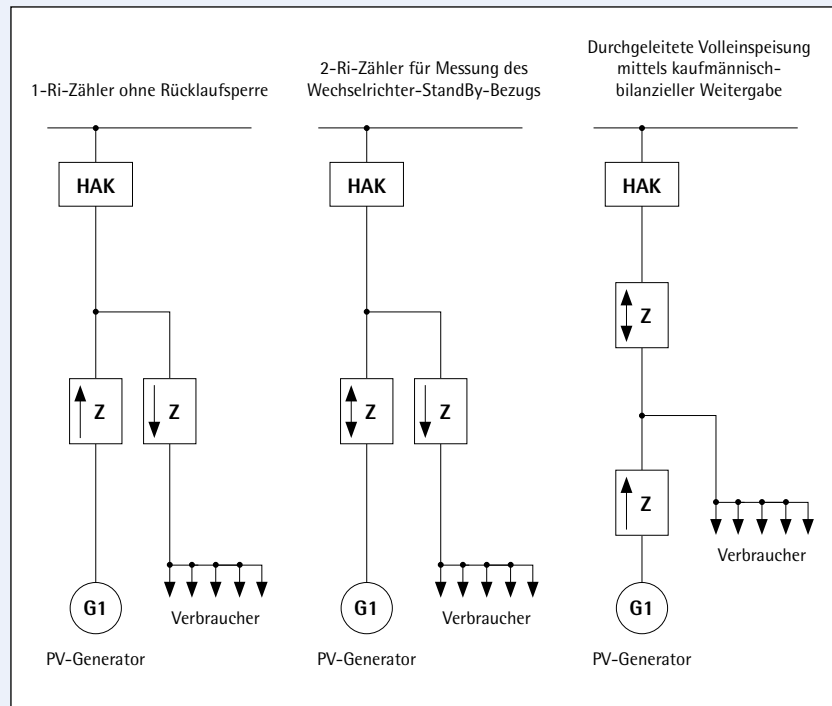 1-Ri-Zähler ohne Rücklaufsperre
HAK
Z
Z
Verbraucher
G1
PV-Generator
2-Ri-Zähler für Messung des
Wechselrichter-StandBy-Bezugs
HAK
Z
Z
Verbraucher
G1
PV-Generator
Durchgeleitete Volleinspeisung
mittels kaufmännisch-
bilanzieller Weitergabe
HAK
Z
Z
Verbraucher
G1
PV-Generator